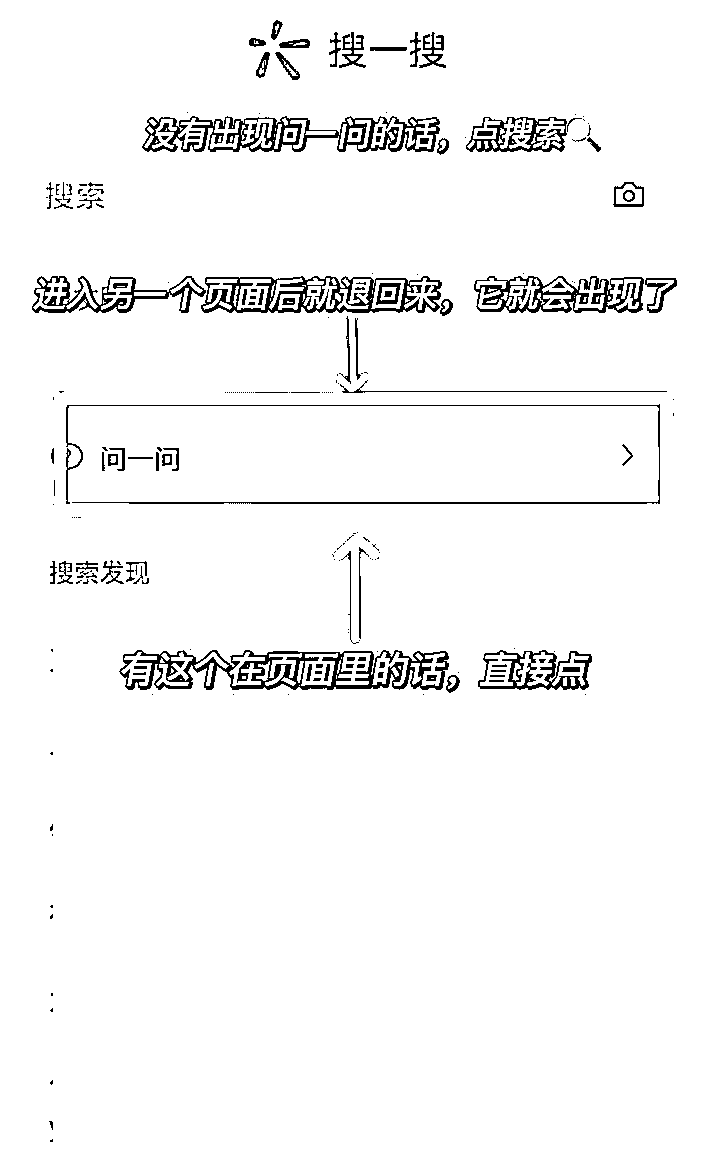 搜一搜
没有出现问一问的话，点搜索
搜索
进入另一个页面后就退回来，它就会出现了
问一问
搜索发现
有这个在页面里的话，直接点